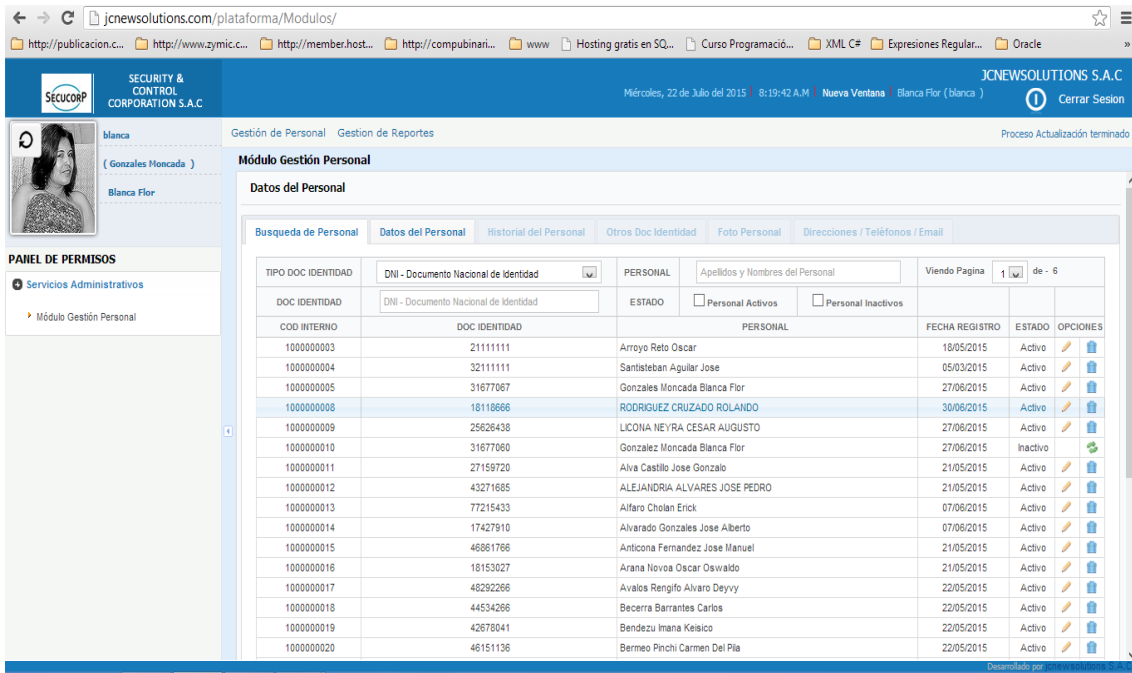 jcnewsolutions.com/plataforma/Modulos/
http://publicacion.c... http://www.zymic.c... http://member.host... http://compubinari... www Hosting gratis en SQ... Curso Programació... XML C# Expresiones Regular... Oracle »
SECUCORP
SECURITY &
CONTROL
CORPORATION S.A.C
JCNEWSOLUTIONS S.A.C
Miércoles, 22 de Julio del 2015 8:19:42 A.M Nueva Ventana Blanca Flor ( blanca ) Cerrar Sesion
blanca
( Gonzales Moncada )
Blanca Flor
Gestión de Personal Gestion de Reportes Proceso Actualización terminado
PANEL DE PERMISOS
Servicios Administrativos
Módulo Gestión Personal
Módulo Gestión Personal
Datos del Personal
Busqueda de Personal Datos del Personal Historial del Personal Otros Doc Identidad Foto Personal Direcciones / Teléfonos / Email
TIPO DOC IDENTIDAD DNI - Documento Nacional de Identidad PERSONAL Apellidos y Nombres del Personal Viendo Pagina 1 de - 6
DOC IDENTIDAD DNI - Documento Nacional de Identidad ESTADO Personal Activos Personal Inactivos
COD INTERNO DOC IDENTIDAD PERSONAL FECHA REGISTRO ESTADO OPCIONES
1000000003 21111111 Arroyo Reto Oscar 18/05/2015 Activo
1000000004 32111111 Santisteban Aguilar Jose 05/03/2015 Activo
1000000005 31677067 Gonzales Moncada Blanca Flor 27/06/2015 Activo
1000000008 18118666 RODRIGUEZ CRUZADO ROLANDO 30/06/2015 Activo
1000000009 25626438 LICONA NEYRA CESAR AUGUSTO 27/06/2015 Activo
1000000010 31677060 Gonzalez Moncada Blanca Flor 27/06/2015 Inactivo
1000000011 27159720 Alva Castillo Jose Gonzalo 21/05/2015 Activo
1000000012 43271685 ALEJANDRIA ALVARES JOSE PEDRO 21/05/2015 Activo
1000000013 77215433 Alfaro Cholan Erick 07/06/2015 Activo
1000000014 17427910 Alvarado Gonzales Jose Alberto 07/06/2015 Activo
1000000015 46861766 Anticona Fernandez Jose Manuel 21/05/2015 Activo
1000000016 18153027 Arana Novoa Oscar Oswaldo 21/05/2015 Activo
1000000017 48292266 Avalos Rengifo Alvaro Deyvy 22/05/2015 Activo
1000000018 44534266 Becerra Barrantes Carlos 22/05/2015 Activo
1000000019 42678041 Bendezu Imana Keisico 22/05/2015 Activo
1000000020 46151136 Bermeo Pinchi Carmen Del Pila 22/05/2015 Activo
Desarrollado por jcnewsolutions S.A.C